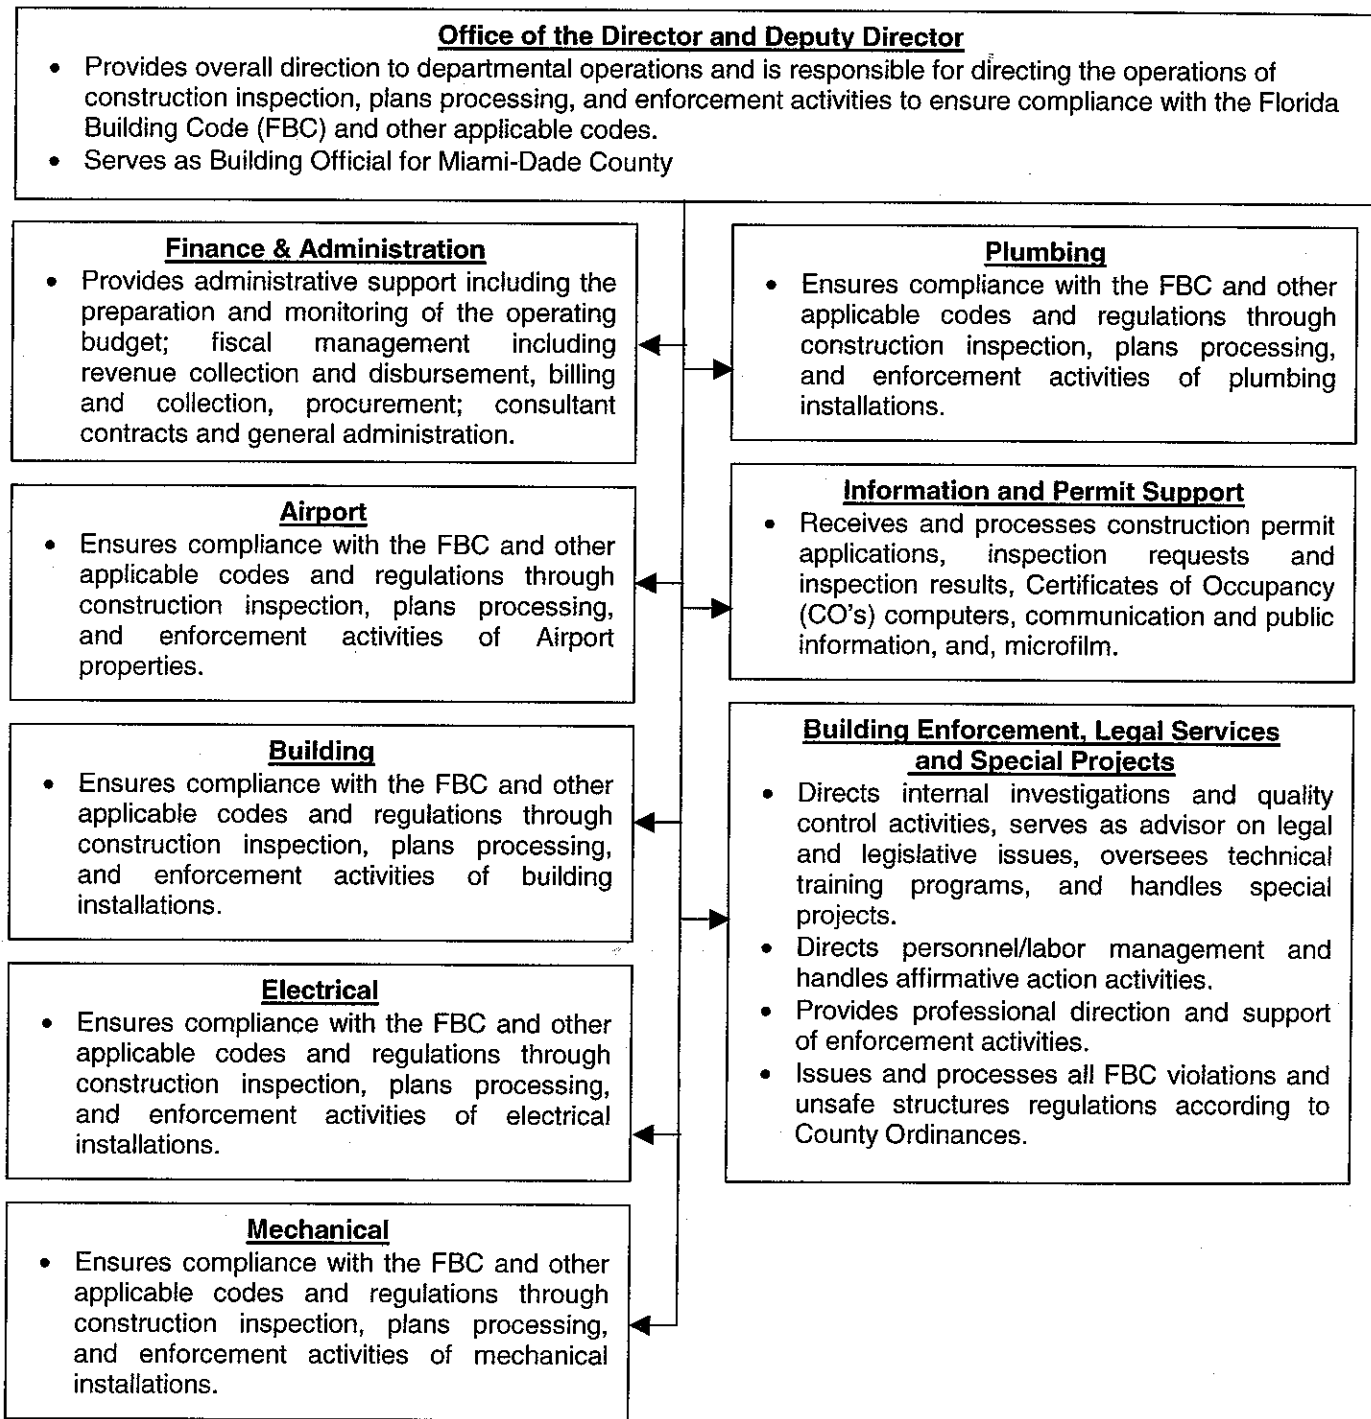 Office of the Director and Deputy Director
• Provides overall direction to departmental operations and is responsible for directing the operations of
construction inspection, plans processing, and enforcement activities to ensure compliance with the Florida
Building Code (FBC) and other applicable codes.
• Serves as Building Official for Miami-Dade County
Finance & Administration
• Provides administrative support including the
preparation and monitoring of the operating
budget; fiscal management including
revenue collection and disbursement, billing
and collection, procurement; consultant
contracts and general administration.
Airport
• Ensures compliance with the FBC and other
applicable codes and regulations through
construction inspection, plans processing,
and enforcement activities of Airport
properties.
Building
• Ensures compliance with the FBC and other
applicable codes and regulations through
construction inspection, plans processing,
and enforcement activities of building
installations.
Electrical
• Ensures compliance with the FBC and other
applicable codes and regulations through
construction inspection, plans processing,
and enforcement activities of electrical
installations.
Mechanical
• Ensures compliance with the FBC and other
applicable codes and regulations through
construction inspection, plans processing,
and enforcement activities of mechanical
installations.
Plumbing
• Ensures compliance with the FBC and other
applicable codes and regulations through
construction inspection, plans processing,
and enforcement activities of plumbing
installations.
Information and Permit Support
• Receives and processes construction permit
applications, inspection requests and
inspection results, Certificates of Occupancy
(CO's) computers, communication and public
information, and, microfilm.
Building Enforcement, Legal Services
and Special Projects
• Directs internal investigations and quality
control activities, serves as advisor on legal
and legislative issues, oversees technical
training programs, and handles special
projects.
• Directs personnel/labor management and
handles affirmative action activities.
• Provides professional direction and support
of enforcement activities.
• Issues and processes all FBC violations and
unsafe structures regulations according to
County Ordinances.